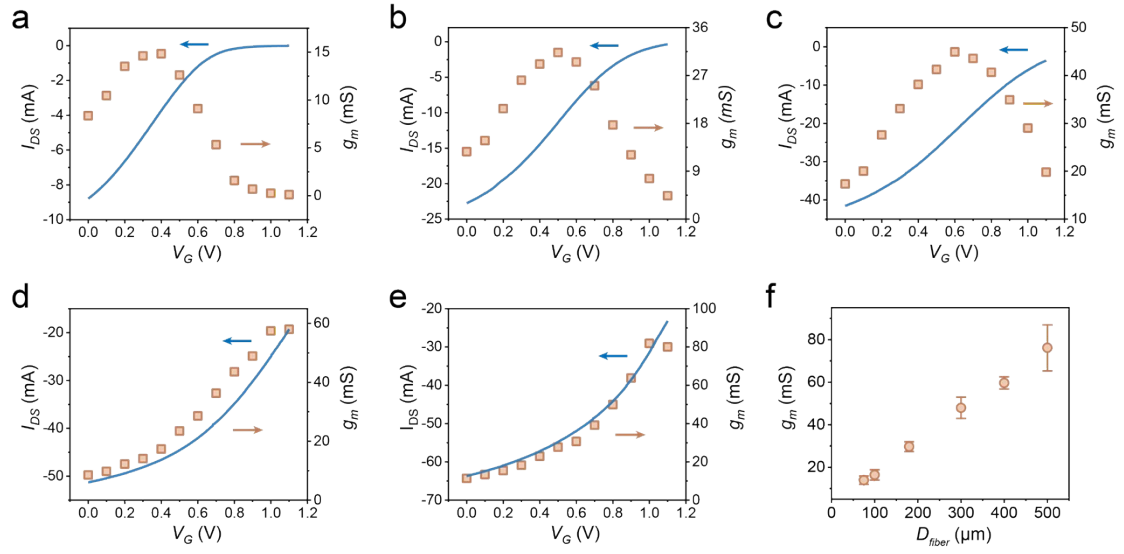 a
0
-2
-4
-6
-8
-10
I_DS (mA)
15
10
5
0
g_m (mS)
0.0 0.2 0.4 0.6 0.8 1.0 1.2
V_G (V)
b
0
-5
-10
-15
-20
-25
I_DS (mA)
36
27
18
9
0
g_m (mS)
0.0 0.2 0.4 0.6 0.8 1.0 1.2
V_G (V)
c
0
-10
-20
-30
-40
I_DS (mA)
50
40
30
20
10
g_m (mS)
0.0 0.2 0.4 0.6 0.8 1.0 1.2
V_G (V)
d
-20
-30
-40
-50
I_DS (mA)
60
40
20
0
g_m (mS)
0.0 0.2 0.4 0.6 0.8 1.0 1.2
V_G (V)
e
-20
-30
-40
-50
-60
-70
I_DS (mA)
100
80
60
40
20
0
g_m (mS)
0.0 0.2 0.4 0.6 0.8 1.0 1.2
V_G (V)
f
80
60
40
20
g_m (mS)
100 200 300 400 500
D_fiber (μm)